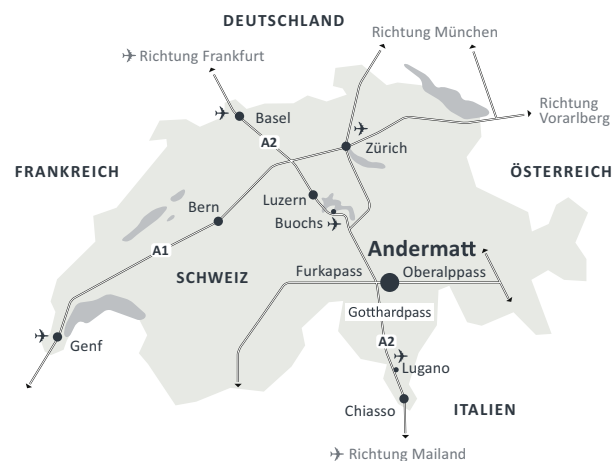 DEUTSCHLAND
Richtung München
Richtung Frankfurt
Richtung
Vorarlberg
Basel
A2
Zürich
FRANKREICH
ÖSTERREICH
Luzern
Bern
Buochs
A1
Andermatt
SCHWEIZ
Furkapass
Oberalppass
Gotthardpass
A2
Genf
Lugano
Chiasso
ITALIEN
Richtung Mailand